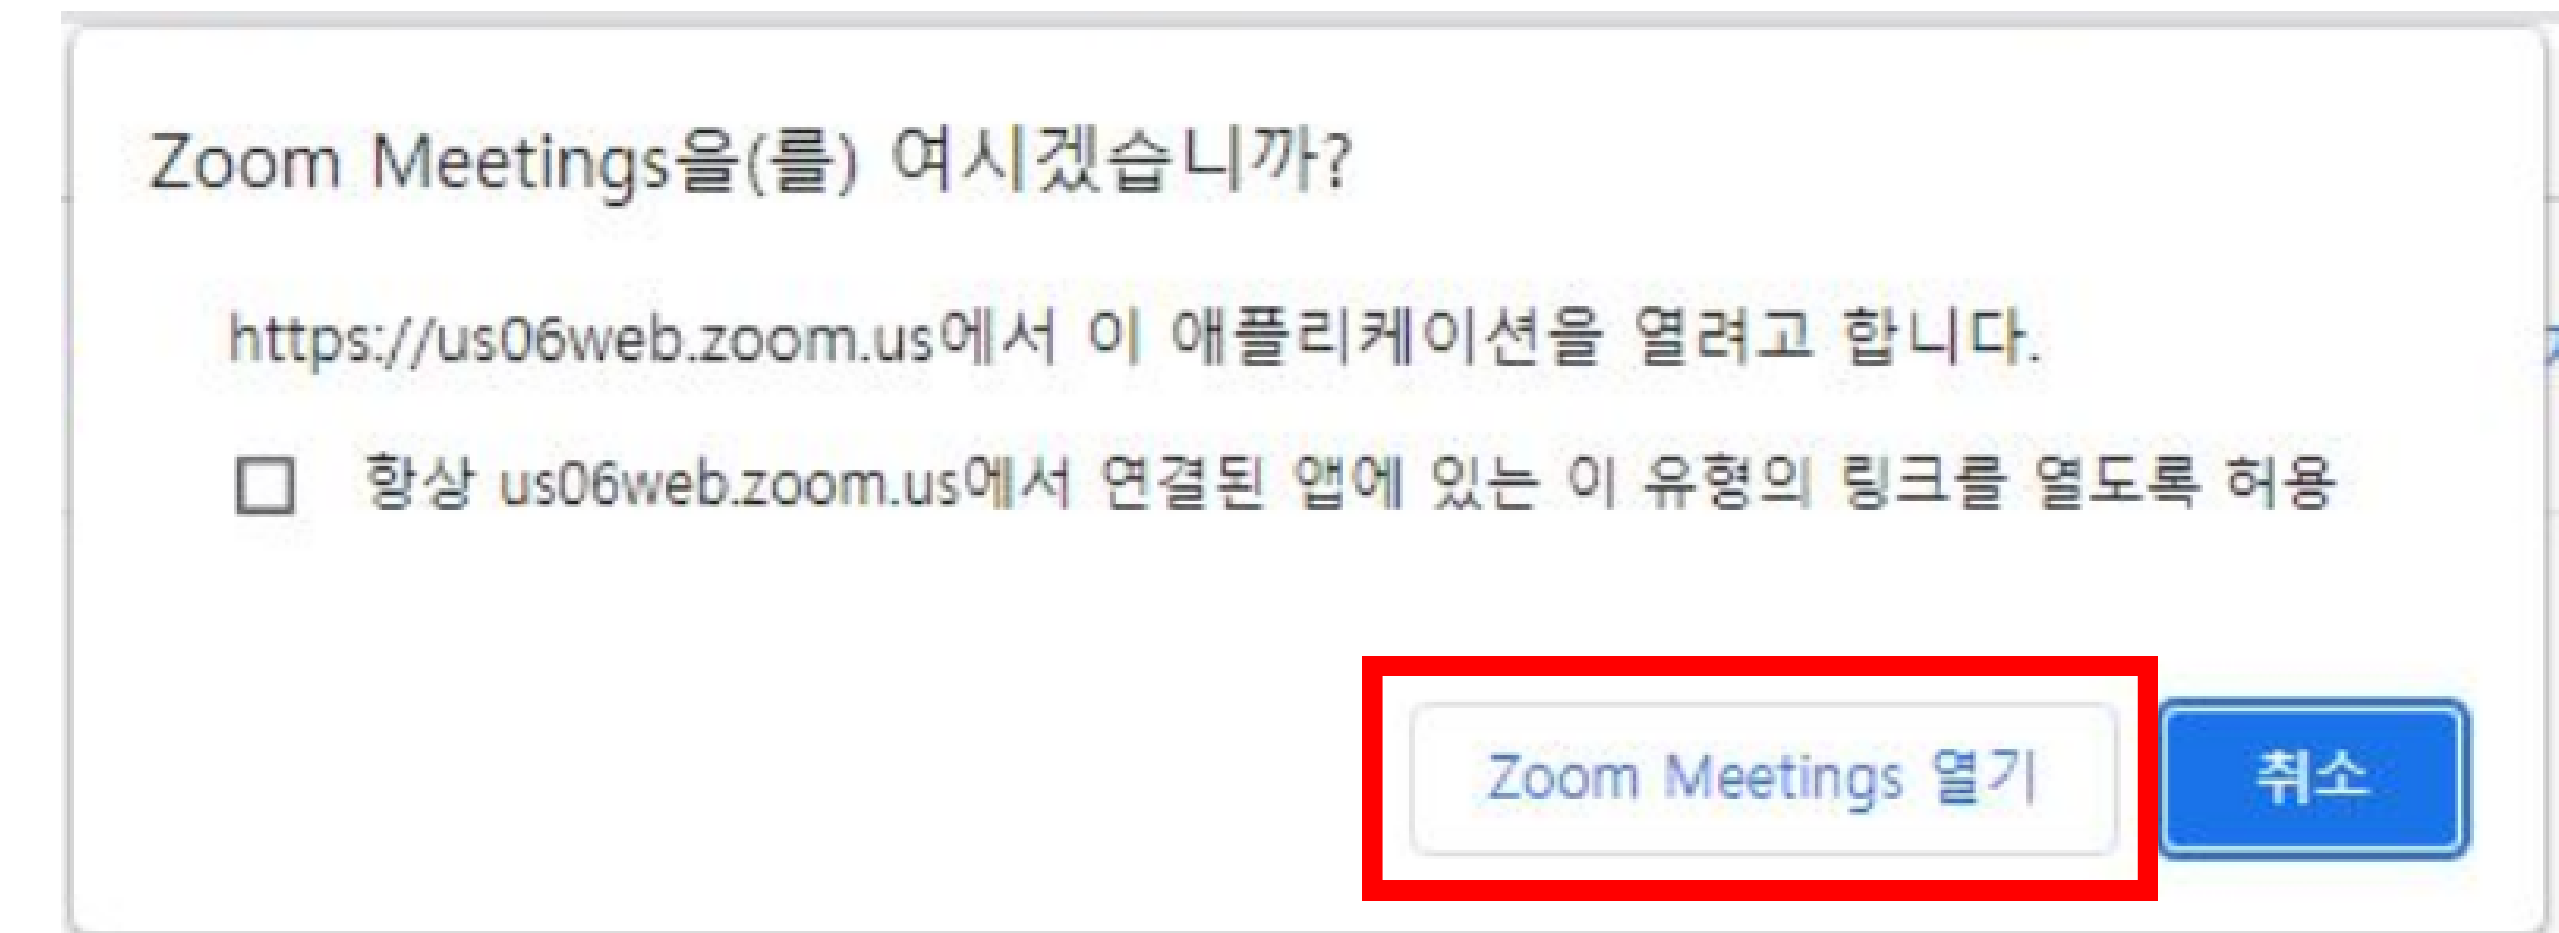 Zoom Meetings을(를) 여시겠습니까?
https://us06web.zoom.us에서 이 애플리케이션을 열려고 합니다.
항상 us06web.zoom.us에서 연결된 앱에 있는 이 유형의 링크를 열도록 허용
Zoom Meetings 열기 취소